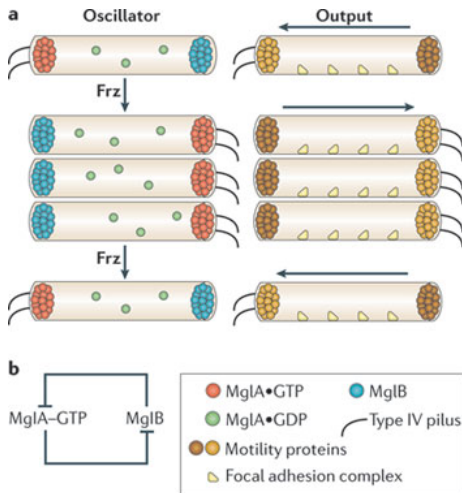 a
Oscillator
Output
Frz
Frz
b
MglA–GTP
MglB
MglA•GTP
MglB
MglA•GDP
Type IV pilus
Motility proteins
Focal adhesion complex